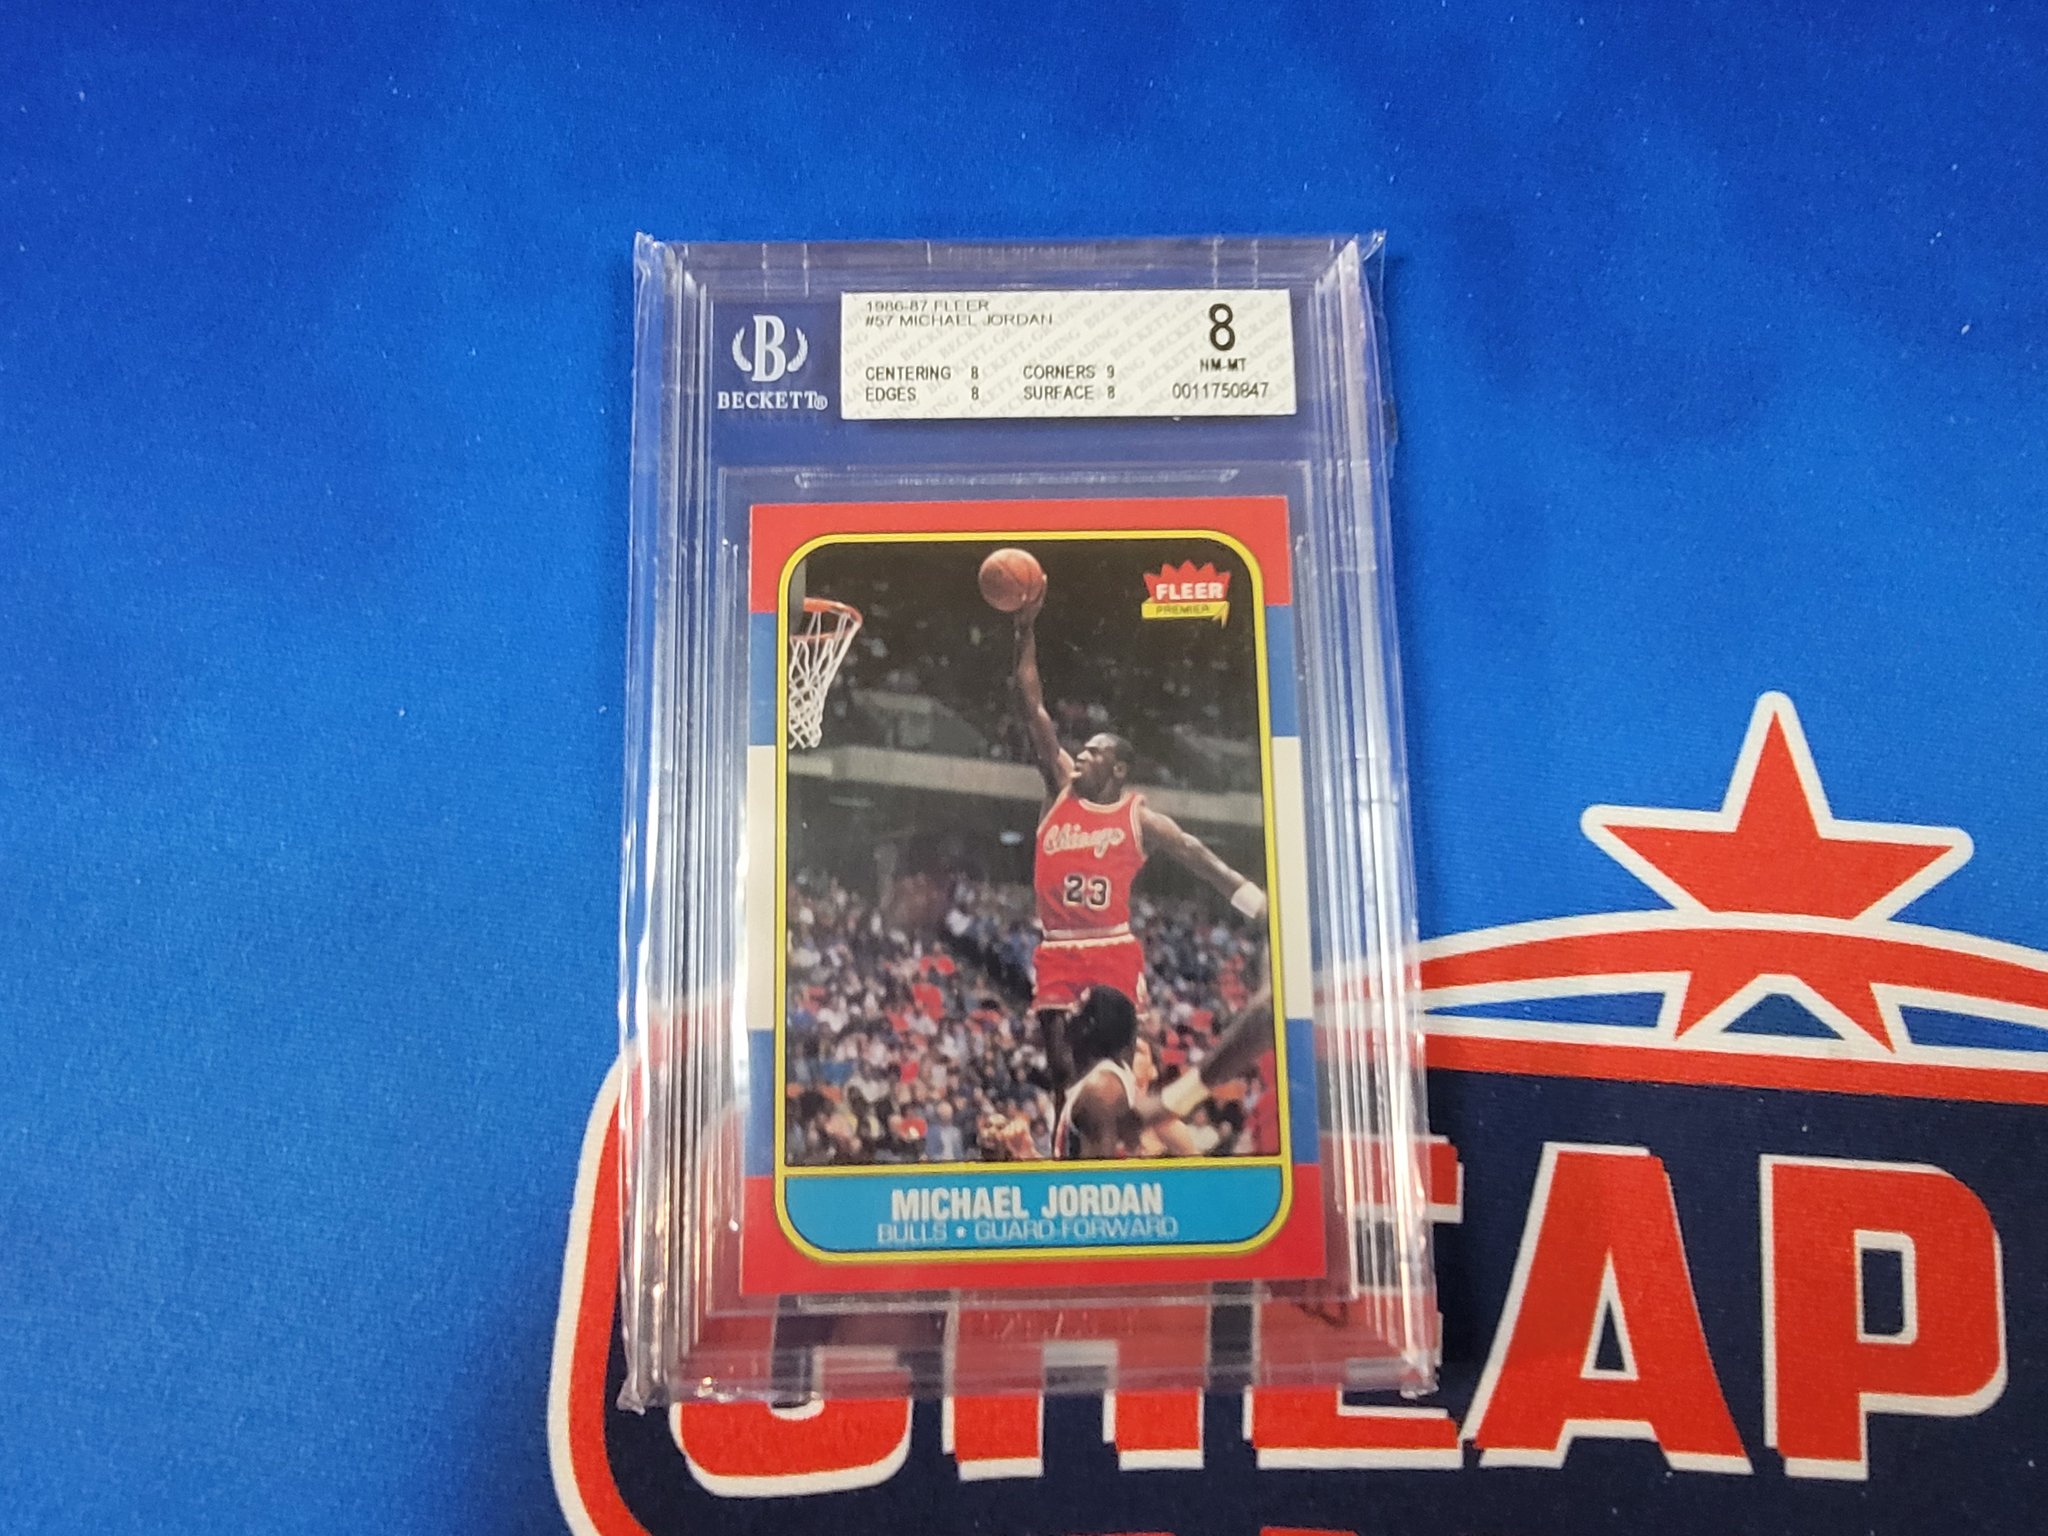 1986-87 FLEER
#57 MICHAEL JORDAN
8
NM-MT
CENTERING 8 CORNERS 9
EDGES 8 SURFACE 8
0011750847
B
BECKETT®
FLEER
PREMIER
Chicago
23
MICHAEL JORDAN
BULLS • GUARD-FORWARD
CHEAP